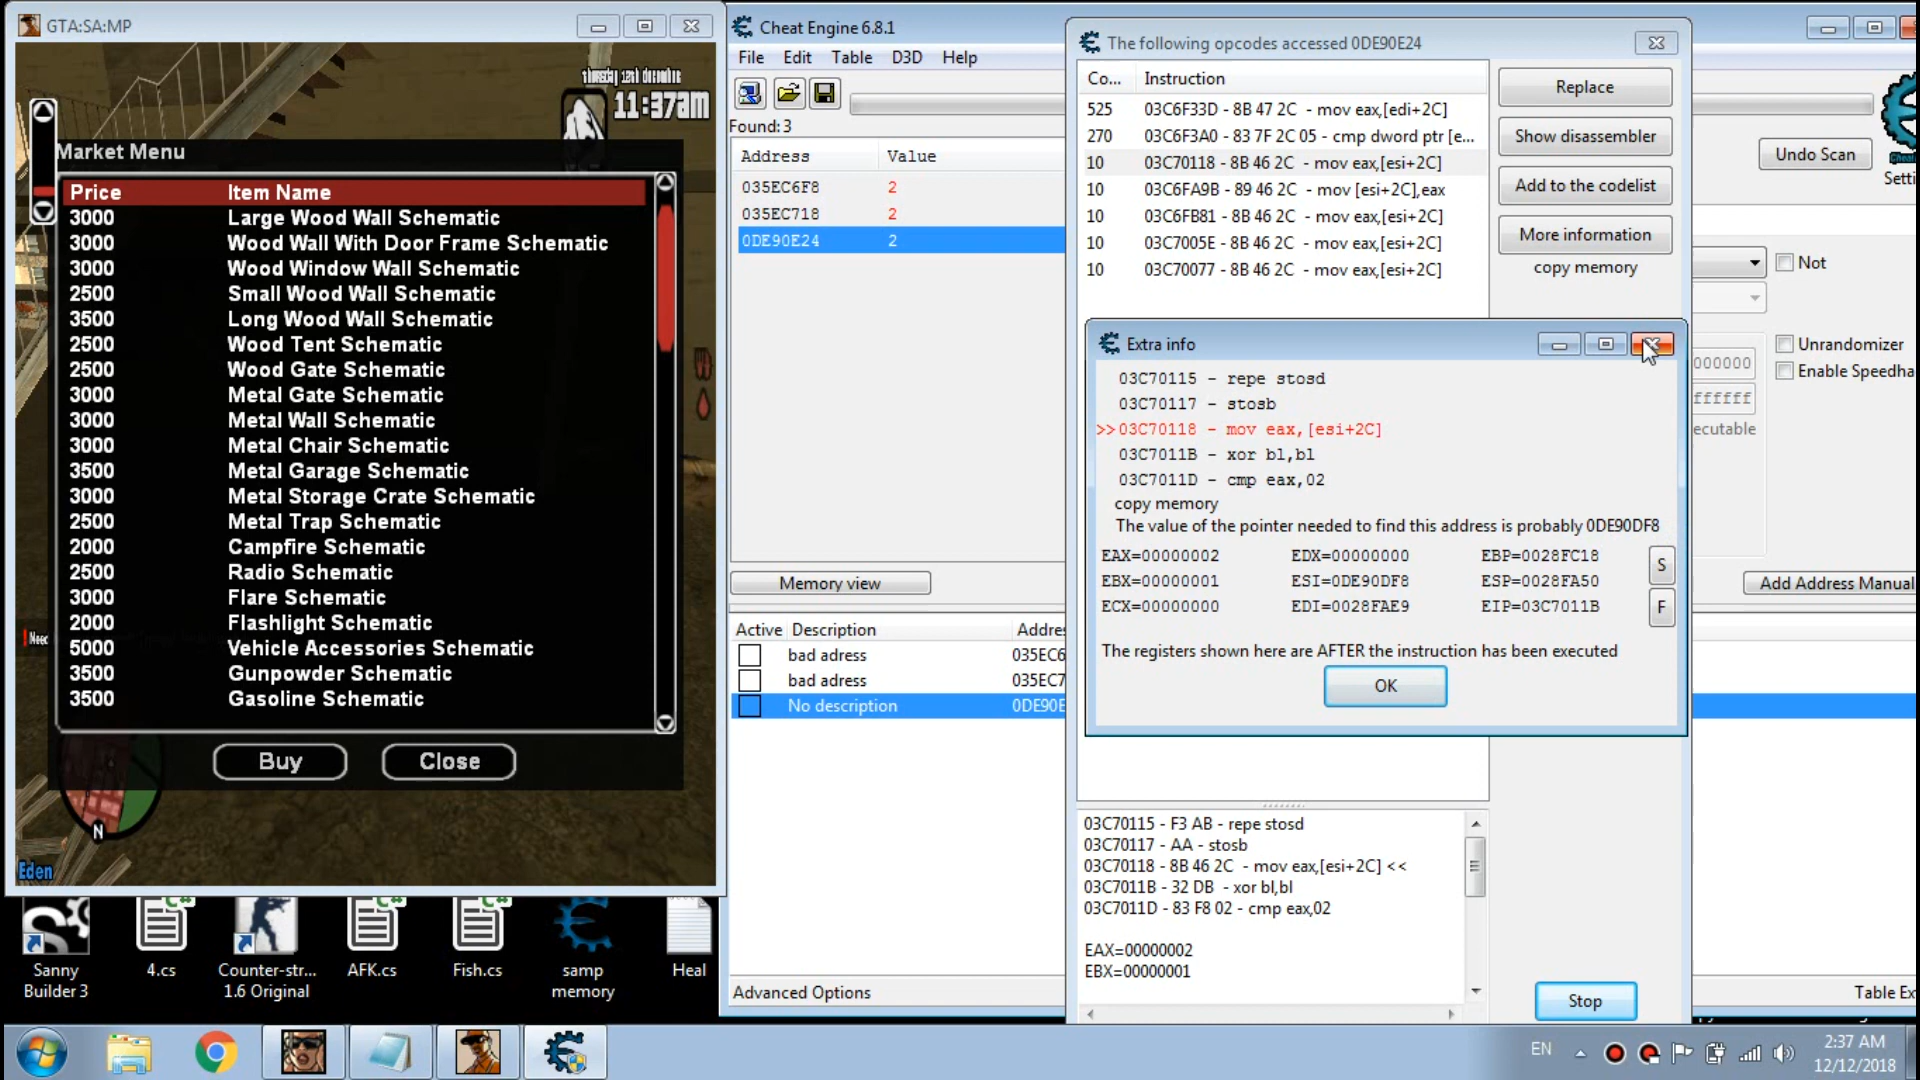 GTA:SA:MP
thursday 12th december
11:37am
Market Menu
Price Item Name
3000 Large Wood Wall Schematic
3000 Wood Wall With Door Frame Schematic
3000 Wood Window Wall Schematic
2500 Small Wood Wall Schematic
3500 Long Wood Wall Schematic
2500 Wood Tent Schematic
2500 Wood Gate Schematic
3000 Metal Gate Schematic
3000 Metal Wall Schematic
3000 Metal Chair Schematic
3500 Metal Garage Schematic
3000 Metal Storage Crate Schematic
2500 Metal Trap Schematic
2000 Campfire Schematic
2500 Radio Schematic
3000 Flare Schematic
2000 Flashlight Schematic
5000 Vehicle Accessories Schematic
3500 Gunpowder Schematic
3500 Gasoline Schematic
Buy Close
! Need
N
Eden
Sanny Builder 3
4.cs
Counter-str... 1.6 Original
AFK.cs
Fish.cs
samp memory
Heal
Cheat Engine 6.8.1
File Edit Table D3D Help
Found:3
Address Value
035EC6F8 2
035EC718 2
0DE90E24 2
Memory view
Active Description Addre
bad adress 035EC6
bad adress 035EC7
No description 0DE90E
Advanced Options
The following opcodes accessed 0DE90E24
Co... Instruction
525 03C6F33D - 8B 47 2C - mov eax,[edi+2C]
270 03C6F3A0 - 83 7F 2C 05 - cmp dword ptr [e...
10 03C70118 - 8B 46 2C - mov eax,[esi+2C]
10 03C6FA9B - 89 46 2C - mov [esi+2C],eax
10 03C6FB81 - 8B 46 2C - mov eax,[esi+2C]
10 03C7005E - 8B 46 2C - mov eax,[esi+2C]
10 03C70077 - 8B 46 2C - mov eax,[esi+2C]
Replace
Show disassembler
Add to the codelist
More information
copy memory
Extra info
03C70115 - repe stosd
03C70117 - stosb
>>03C70118 - mov eax,[esi+2C]
03C7011B - xor bl,bl
03C7011D - cmp eax,02
copy memory
The value of the pointer needed to find this address is probably 0DE90DF8
EAX=00000002 EDX=00000000 EBP=0028FC18
EBX=00000001 ESI=0DE90DF8 ESP=0028FA50
ECX=00000000 EDI=0028FAE9 EIP=03C7011B
S
F
The registers shown here are AFTER the instruction has been executed
OK
03C70115 - F3 AB - repe stosd
03C70117 - AA - stosb
03C70118 - 8B 46 2C - mov eax,[esi+2C] <<
03C7011B - 32 DB - xor bl,bl
03C7011D - 83 F8 02 - cmp eax,02
EAX=00000002
EBX=00000001
Stop
Undo Scan
Cheat
Setti
Not
Unrandomizer
Enable Speedha
00000
ffffff
ecutable
Add Address Manual
Table Ex
EN
2:37 AM
12/12/2018